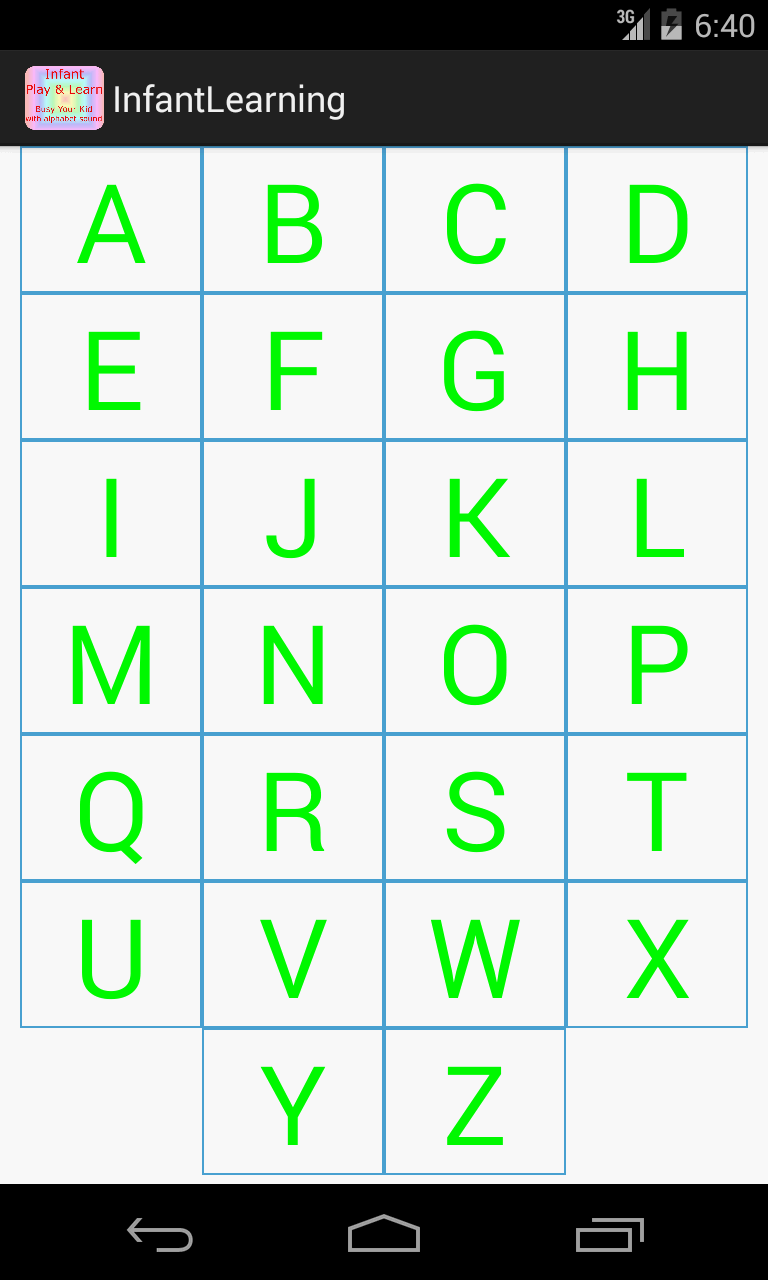 3G 6:40
Infant
Play & Learn
Busy Your Kid
with alphabet sound
InfantLearning
A B C D
E F G H
I J K L
M N O P
Q R S T
U V W X
Y Z